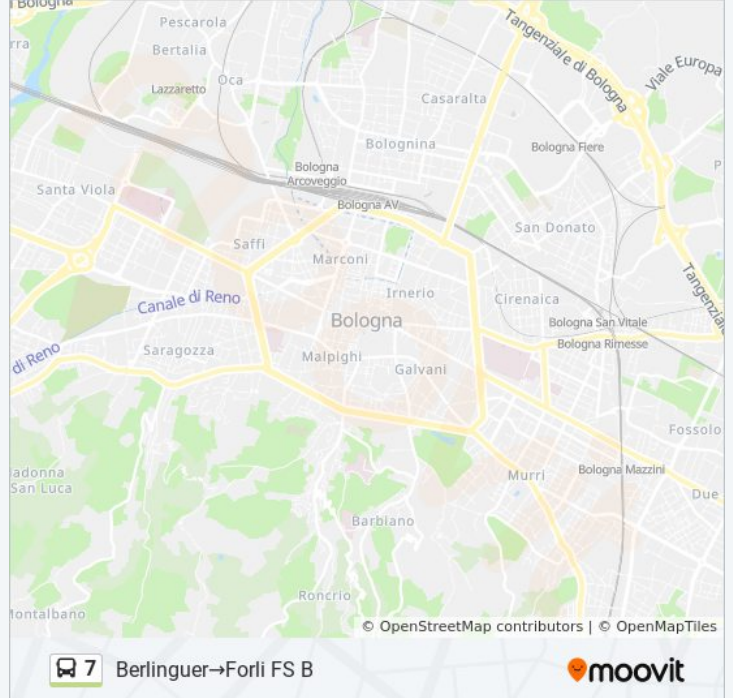 Bologna
Pescarola
Bertalia
Oca
Lazzaretto
Tangenziale di Bologna
Viale Europa
Casaralta
Bolognina
Bologna Fiere
Bologna
Arcoveggio
Santa Viola
Bologna AV
Saffi
San Donato
Marconi
Tangenziale
Canale di Reno
Irnerio
Cirenaica
Bologna
Bologna San Vitale
di Reno
Saragozza
Malpighi
Bologna Rimesse
Galvani
Fossolo
adonna
San Luca
Murri
Bologna Mazzini
Due
Barbiano
Roncrio
Montalbano
© OpenStreetMap contributors | © OpenMapTiles
7 Berlinguer→Forli FS B
moovit